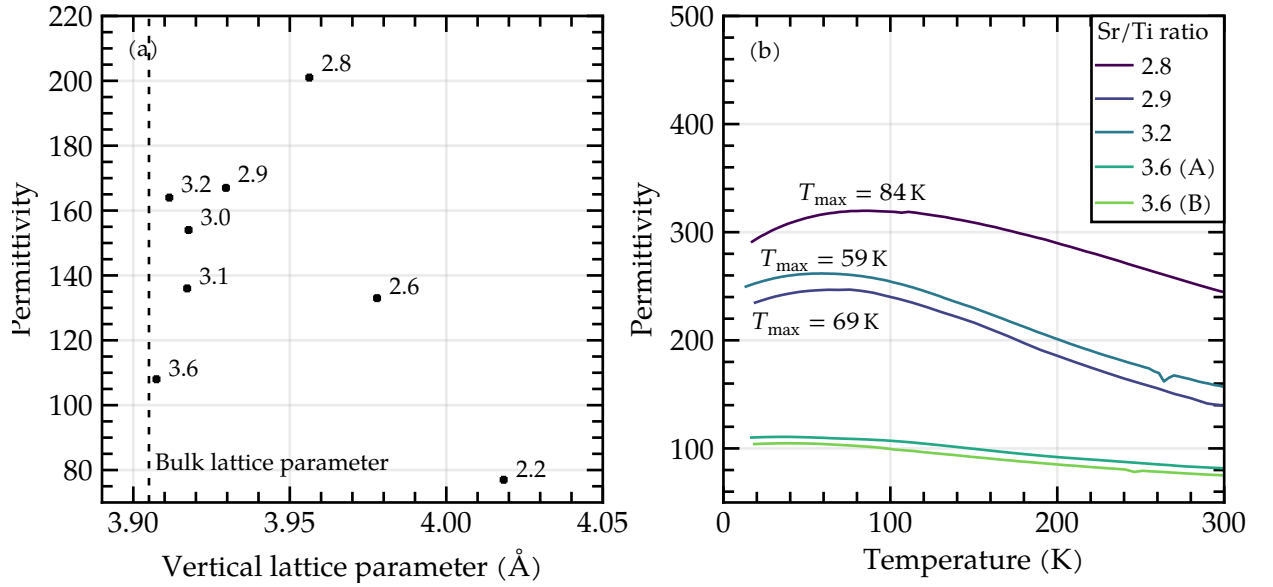 (a)
220
200
180
160
140
120
100
80
Permittivity
2.8
3.2
2.9
3.0
3.1
2.6
3.6
2.2
Bulk lattice parameter
3.90
3.95
4.00
4.05
Vertical lattice parameter (Å)
(b)
500
400
300
200
100
Permittivity
Sr/Ti ratio
2.8
2.9
3.2
3.6 (A)
3.6 (B)
Tmax = 84 K
Tmax = 59 K
Tmax = 69 K
0
100
200
300
Temperature (K)